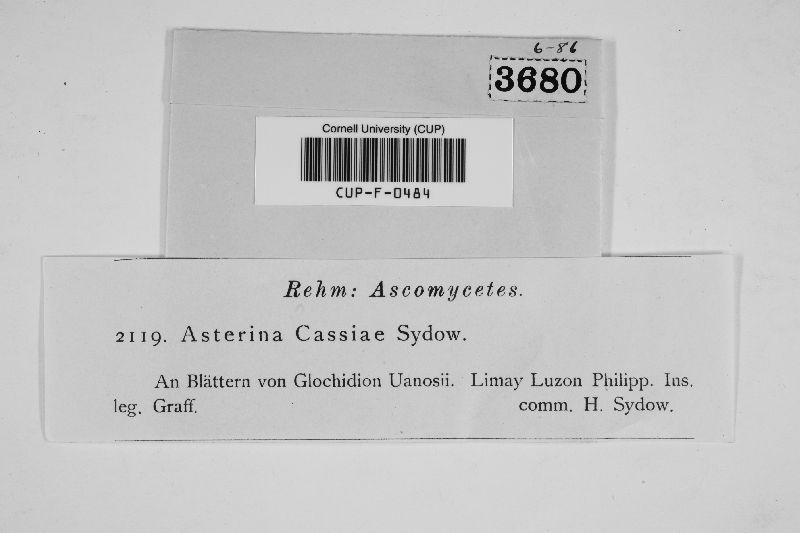 6-86
3680
Cornell University (CUP)
CUP-F-0484
Rehm: Ascomycetes.
2119. Asterina Cassiae Sydow.
An Blättern von Glochidion Uanosii. Limay Luzon Philipp. Ins.
leg. Graff. comm. H. Sydow.